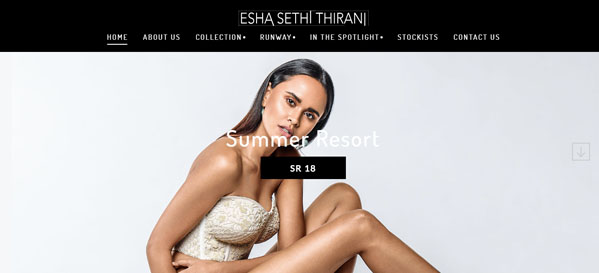 ESHA SETHI THIRANI
HOME ABOUT US COLLECTION RUNWAY IN THE SPOTLIGHT STOCKISTS CONTACT US
Summer Resort
SR 18